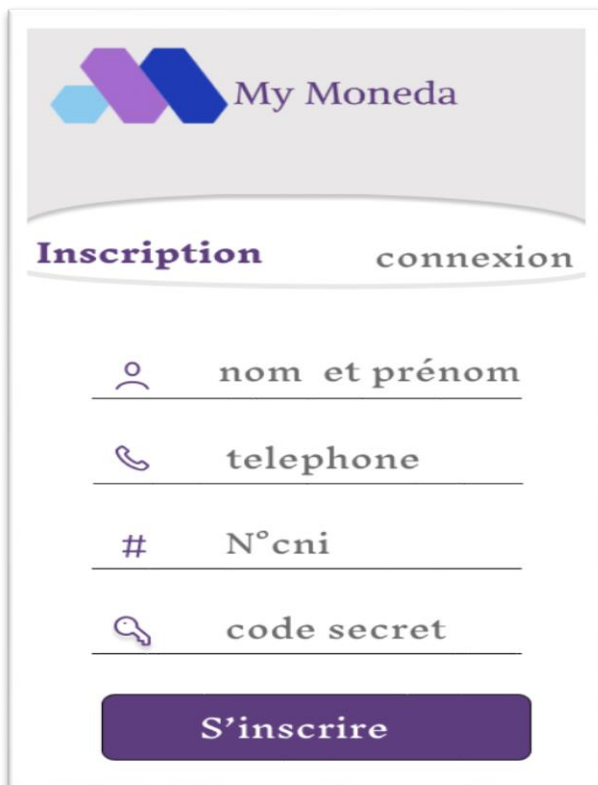 My Moneda
Inscription connexion
nom et prénom
telephone
# N°cni
code secret
S'inscrire